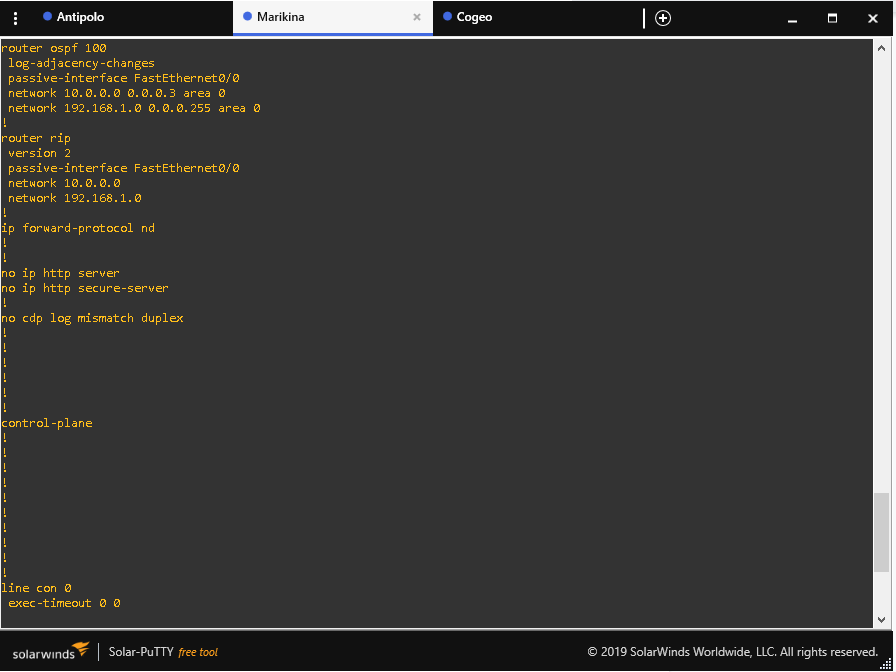 Antipolo
Marikina
Cogeo
router ospf 100
 log-adjacency-changes
 passive-interface FastEthernet0/0
 network 10.0.0.0 0.0.0.3 area 0
 network 192.168.1.0 0.0.0.255 area 0
!
router rip
 version 2
 passive-interface FastEthernet0/0
 network 10.0.0.0
 network 192.168.1.0
!
ip forward-protocol nd
!
!
no ip http server
no ip http secure-server
!
no cdp log mismatch duplex
!
!
!
!
!
!
control-plane
!
!
!
!
!
!
!
!
!
!
line con 0
 exec-timeout 0 0
solarwinds
Solar-PuTTY free tool
© 2019 SolarWinds Worldwide, LLC. All rights reserved.